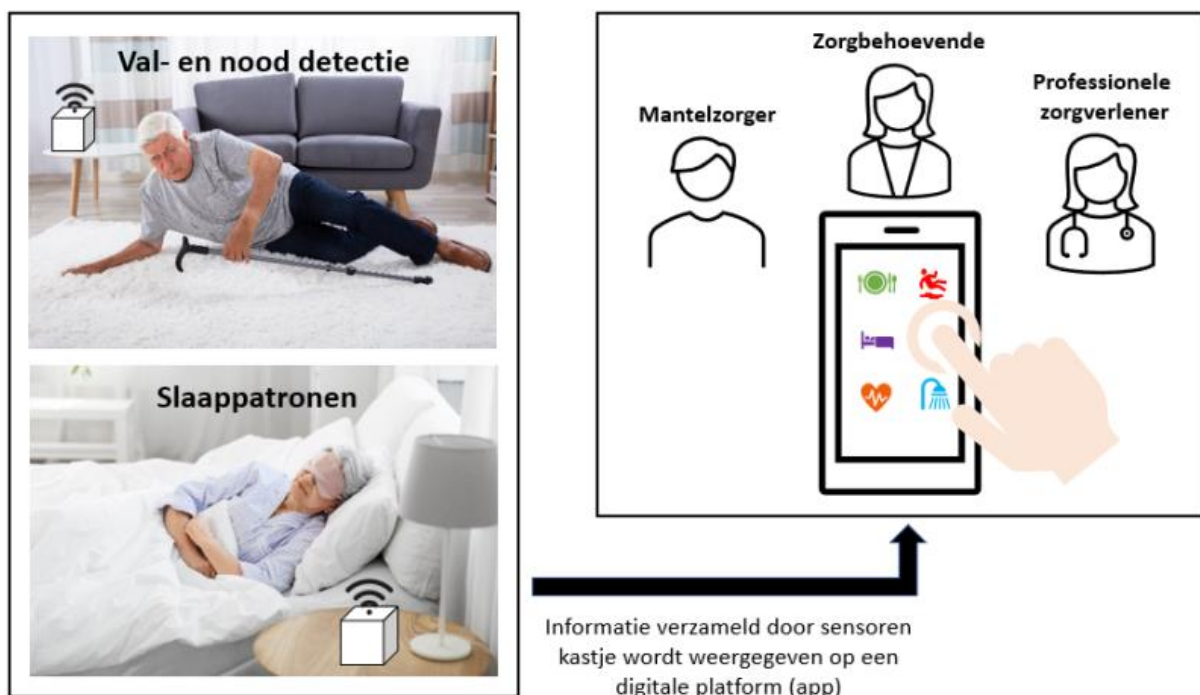 Val- en nood detectie
Slaappatronen
Zorgbehoevende
Mantelzorger
Professionele
zorgverlener
Informatie verzameld door sensoren
kastje wordt weergegeven op een
digitale platform (app)